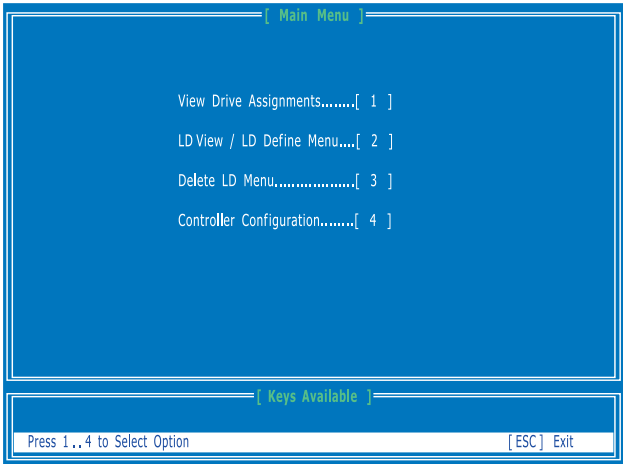 [ Main Menu ]
View Drive Assignments........[ 1 ]
LD View / LD Define Menu....[ 2 ]
Delete LD Menu...................[ 3 ]
Controller Configuration........[ 4 ]
[ Keys Available ]
Press 1..4 to Select Option [ESC] Exit